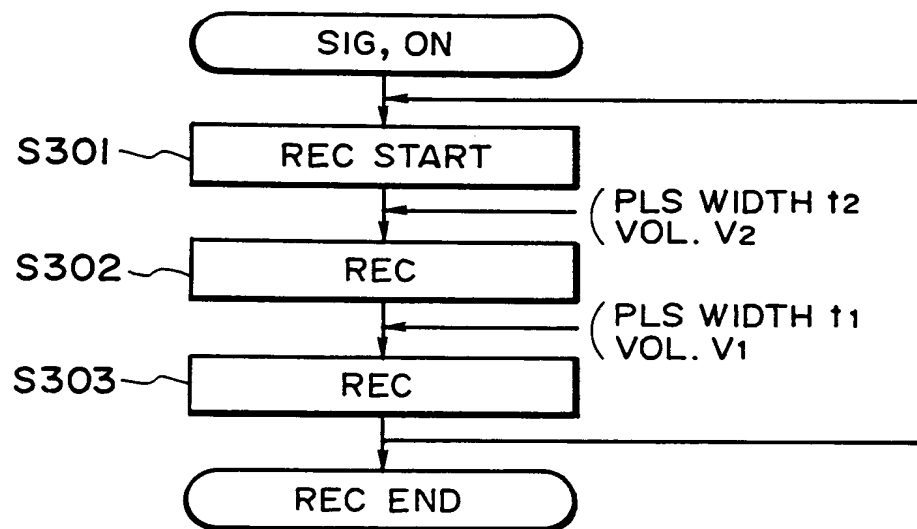 SIG, ON
S301
REC START
PLS WIDTH t2
VOL. V2
S302
REC
PLS WIDTH t1
VOL. V1
S303
REC
REC END